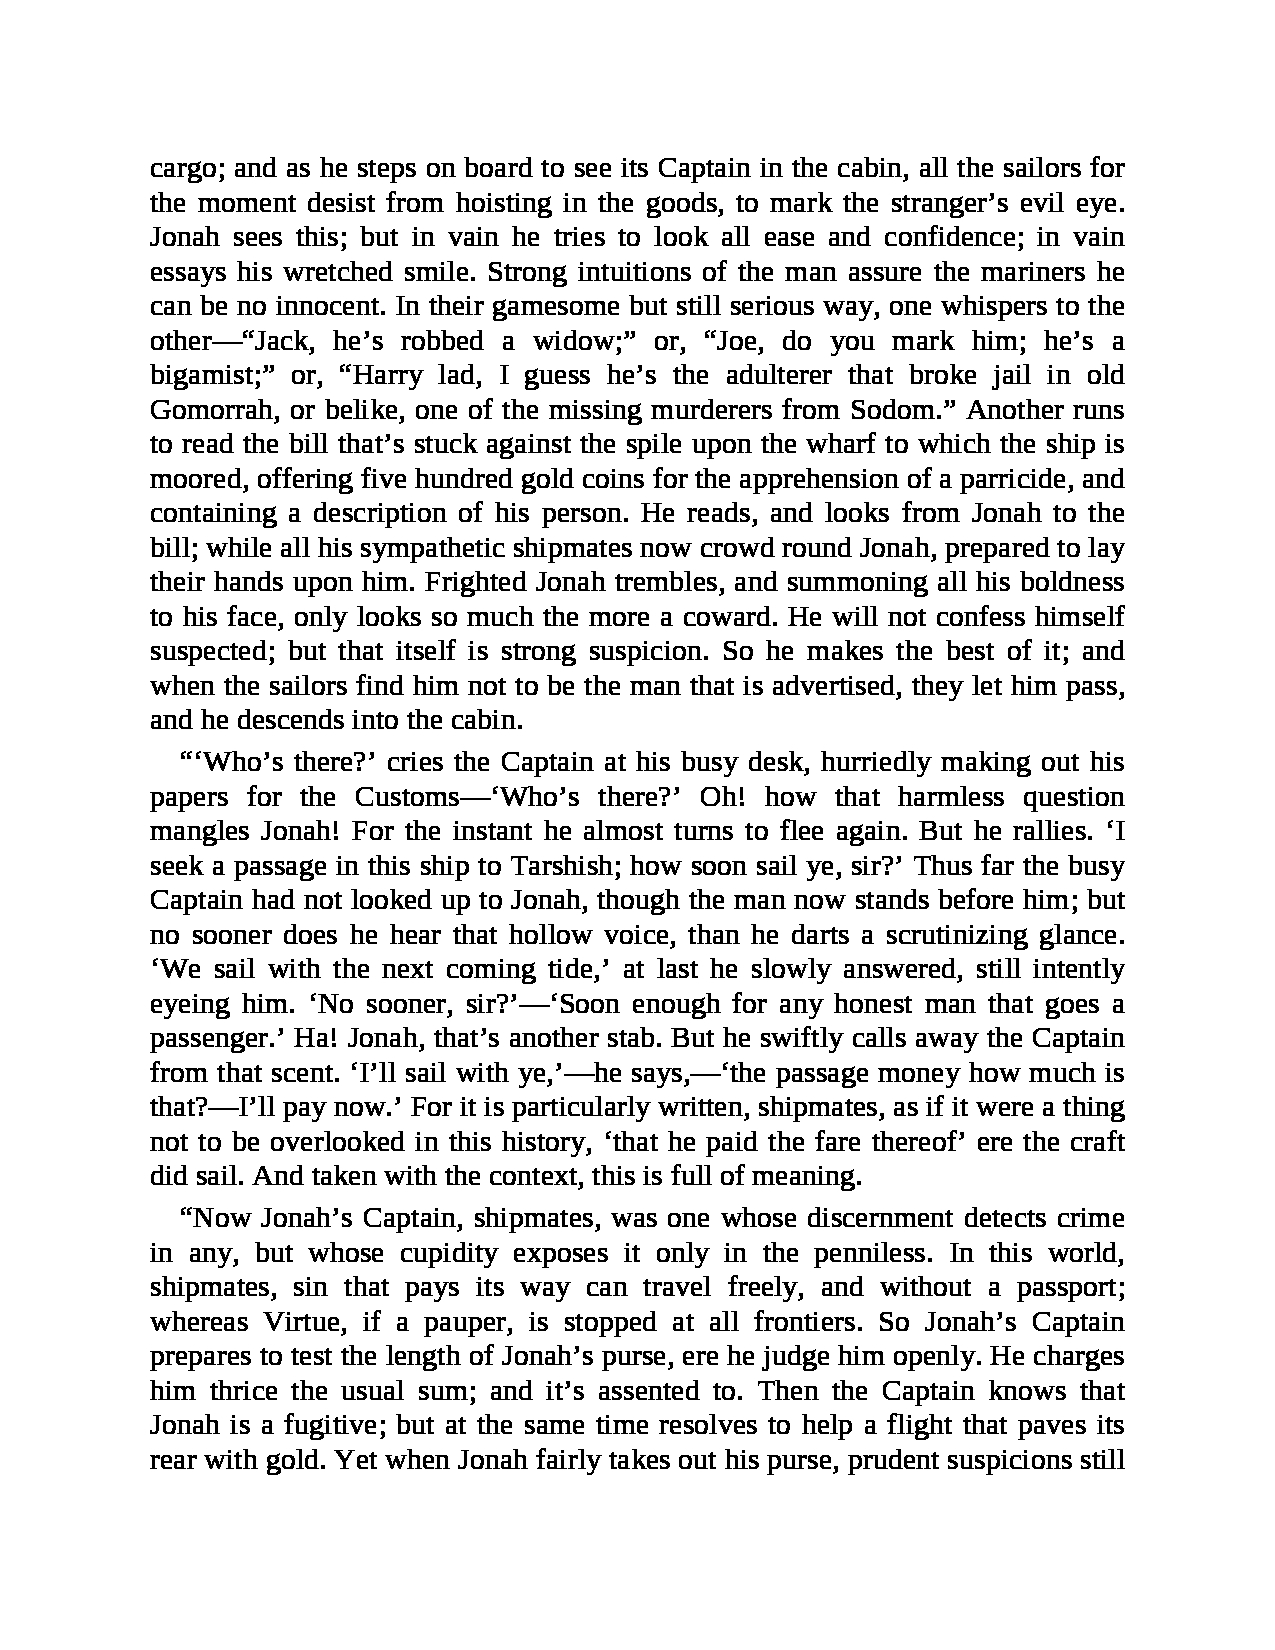 cargo; and as he steps on board to see its Captain in the cabin, all the sailors for
the moment desist from hoisting in the goods, to mark the stranger’s evil eye.
Jonah sees this; but in vain he tries to look all ease and confidence; in vain
essays his wretched smile. Strong intuitions of the man assure the mariners he
can be no innocent. In their gamesome but still serious way, one whispers to the
other—“Jack, he’s robbed a widow;” or, “Joe, do you mark him; he’s a
bigamist;” or, “Harry lad, I guess he’s the adulterer that broke jail in old
Gomorrah, or belike, one of the missing murderers from Sodom.” Another runs
to read the bill that’s stuck against the spile upon the wharf to which the ship is
moored, offering five hundred gold coins for the apprehension of a parricide, and
containing a description of his person. He reads, and looks from Jonah to the
bill; while all his sympathetic shipmates now crowd round Jonah, prepared to lay
their hands upon him. Frighted Jonah trembles, and summoning all his boldness
to his face, only looks so much the more a coward. He will not confess himself
suspected; but that itself is strong suspicion. So he makes the best of it; and
when the sailors find him not to be the man that is advertised, they let him pass,
and he descends into the cabin.
“‘Who’s there?’ cries the Captain at his busy desk, hurriedly making out his
papers for the Customs—‘Who’s there?’ Oh! how that harmless question
mangles Jonah! For the instant he almost turns to flee again. But he rallies. ‘I
seek a passage in this ship to Tarshish; how soon sail ye, sir?’ Thus far the busy
Captain had not looked up to Jonah, though the man now stands before him; but
no sooner does he hear that hollow voice, than he darts a scrutinizing glance.
‘We sail with the next coming tide,’ at last he slowly answered, still intently
eyeing him. ‘No sooner, sir?’—‘Soon enough for any honest man that goes a
passenger.’ Ha! Jonah, that’s another stab. But he swiftly calls away the Captain
from that scent. ‘I’ll sail with ye,’—he says,—‘the passage money how much is
that?—I’ll pay now.’ For it is particularly written, shipmates, as if it were a thing
not to be overlooked in this history, ‘that he paid the fare thereof’ ere the craft
did sail. And taken with the context, this is full of meaning.
“Now Jonah’s Captain, shipmates, was one whose discernment detects crime
in any, but whose cupidity exposes it only in the penniless. In this world,
shipmates, sin that pays its way can travel freely, and without a passport;
whereas Virtue, if a pauper, is stopped at all frontiers. So Jonah’s Captain
prepares to test the length of Jonah’s purse, ere he judge him openly. He charges
him thrice the usual sum; and it’s assented to. Then the Captain knows that
Jonah is a fugitive; but at the same time resolves to help a flight that paves its
rear with gold. Yet when Jonah fairly takes out his purse, prudent suspicions still